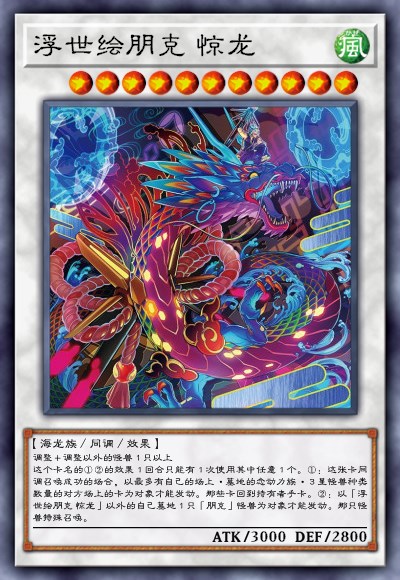 浮世绘朋克 惊龙
風
【海龙族／同调／效果】
调整＋调整以外的怪兽1只以上
这个卡名的①②的效果1回合只能有1次使用其中任意1个。①：这张卡同
调召唤成功的场合，以最多有自己的场上·墓地的念动力族·3星怪兽种类
数量的对方场上的卡为对象才能发动。那些卡回到持有者手卡。②：以「浮
世绘朋克 惊龙」以外的自己墓地1只「朋克」怪兽为对象才能发动。那只怪
兽特殊召唤。
ATK/3000 DEF/2800